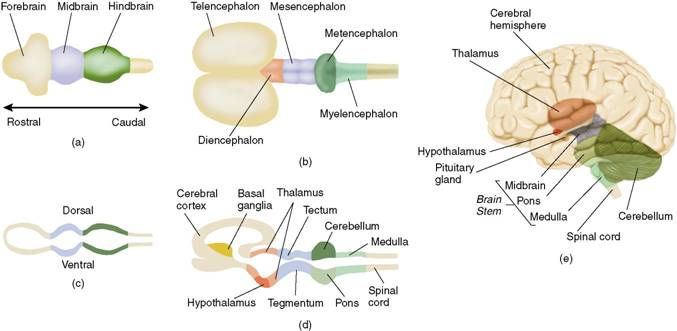 Forebrain Midbrain Hindbrain
Rostral Caudal
(a)
Telencephalon
Mesencephalon
Metencephalon
Myelencephalon
Diencephalon
(b)
Dorsal
Ventral
(c)
Cerebral
cortex
Basal
ganglia
Thalamus
Tectum
Cerebellum
Medulla
Hypothalamus
Tegmentum
Pons
Spinal
cord
(d)
Cerebral
hemisphere
Thalamus
Hypothalamus
Pituitary
gland
Midbrain
Brain
Stem
Pons
Medulla
Cerebellum
Spinal cord
(e)